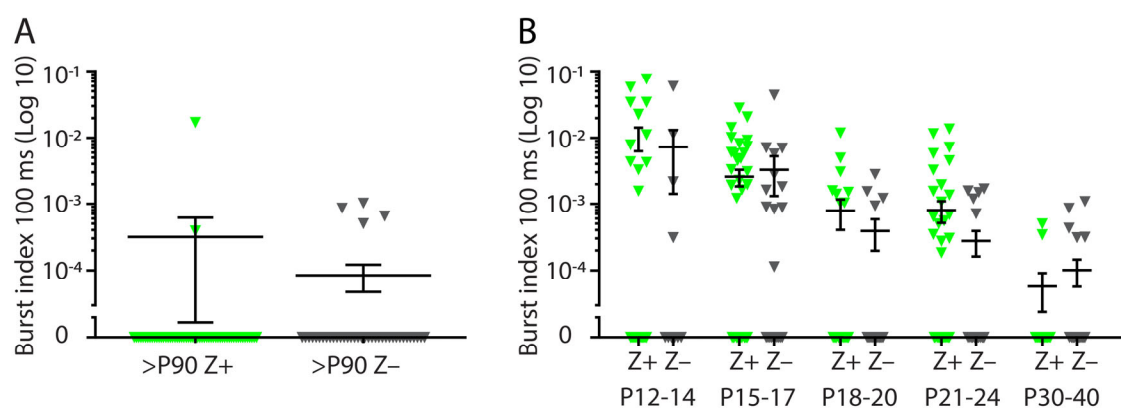 A
Burst index 100 ms (Log 10)
10-1
10-2
10-3
10-4
0
>P90 Z+ >P90 Z–
B
Burst index 100 ms (Log 10)
10-1
10-2
10-3
10-4
0
Z+ Z– Z+ Z– Z+ Z– Z+ Z– Z+ Z–
P12-14 P15-17 P18-20 P21-24 P30-40